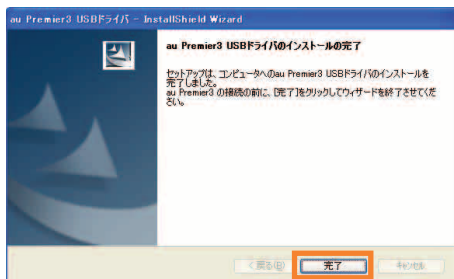 au Premier3 USBドライバ - InstallShield Wizard
au Premier3 USBドライバのインストールの完了
セットアップは、コンピュータへのau Premier3 USBドライバのインストールを
完了しました。
au Premier3 の接続の前に、[完了]をクリックしてウィザードを終了させてくだ
さい。
< 戻る(B)
完了
キャンセル